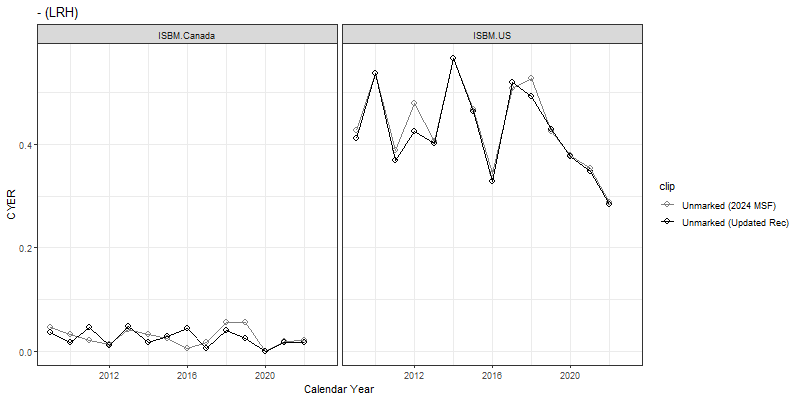 - (LRH)
ISBM.Canada
ISBM.US
CYER
0.4
0.2
0.0
2012
2016
2020
2012
2016
2020
Calendar Year
clip
Unmarked (2024 MSF)
Unmarked (Updated Rec)